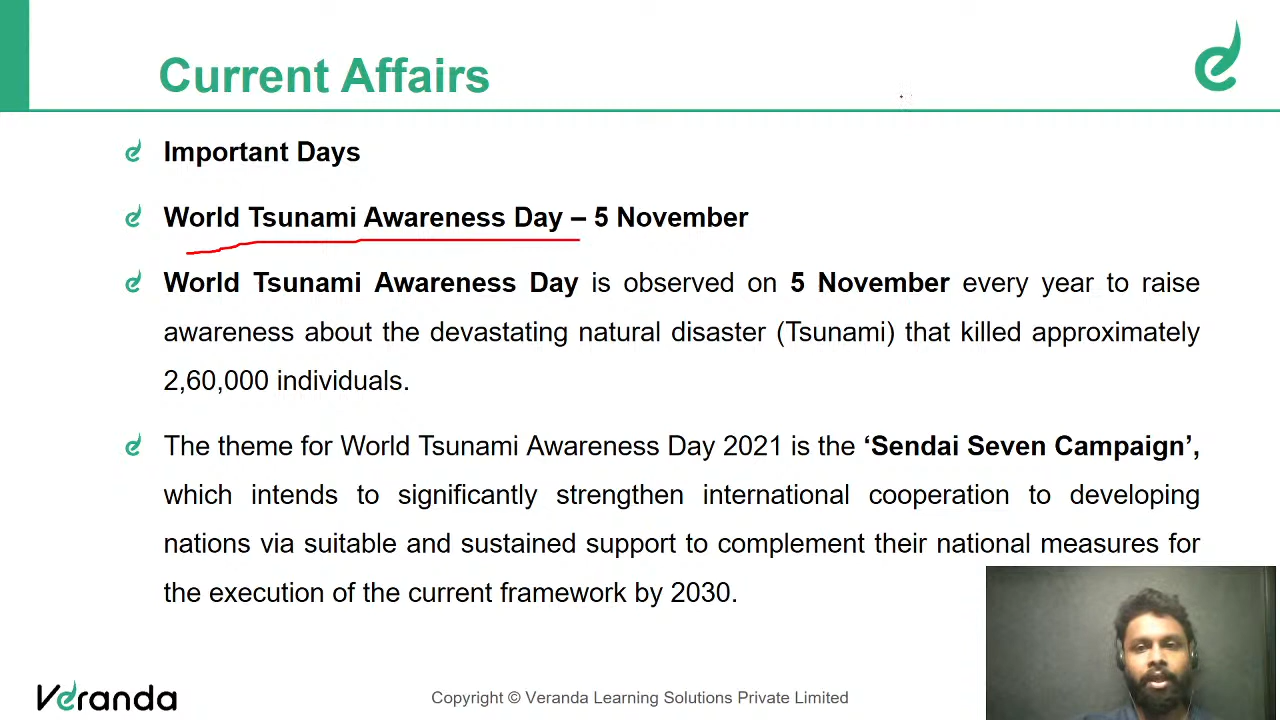 Current Affairs
Important Days
World Tsunami Awareness Day – 5 November
World Tsunami Awareness Day is observed on 5 November every year to raise
awareness about the devastating natural disaster (Tsunami) that killed approximately
2,60,000 individuals.
The theme for World Tsunami Awareness Day 2021 is the ‘Sendai Seven Campaign’,
which intends to significantly strengthen international cooperation to developing
nations via suitable and sustained support to complement their national measures for
the execution of the current framework by 2030.
Veranda
Copyright © Veranda Learning Solutions Private Limited